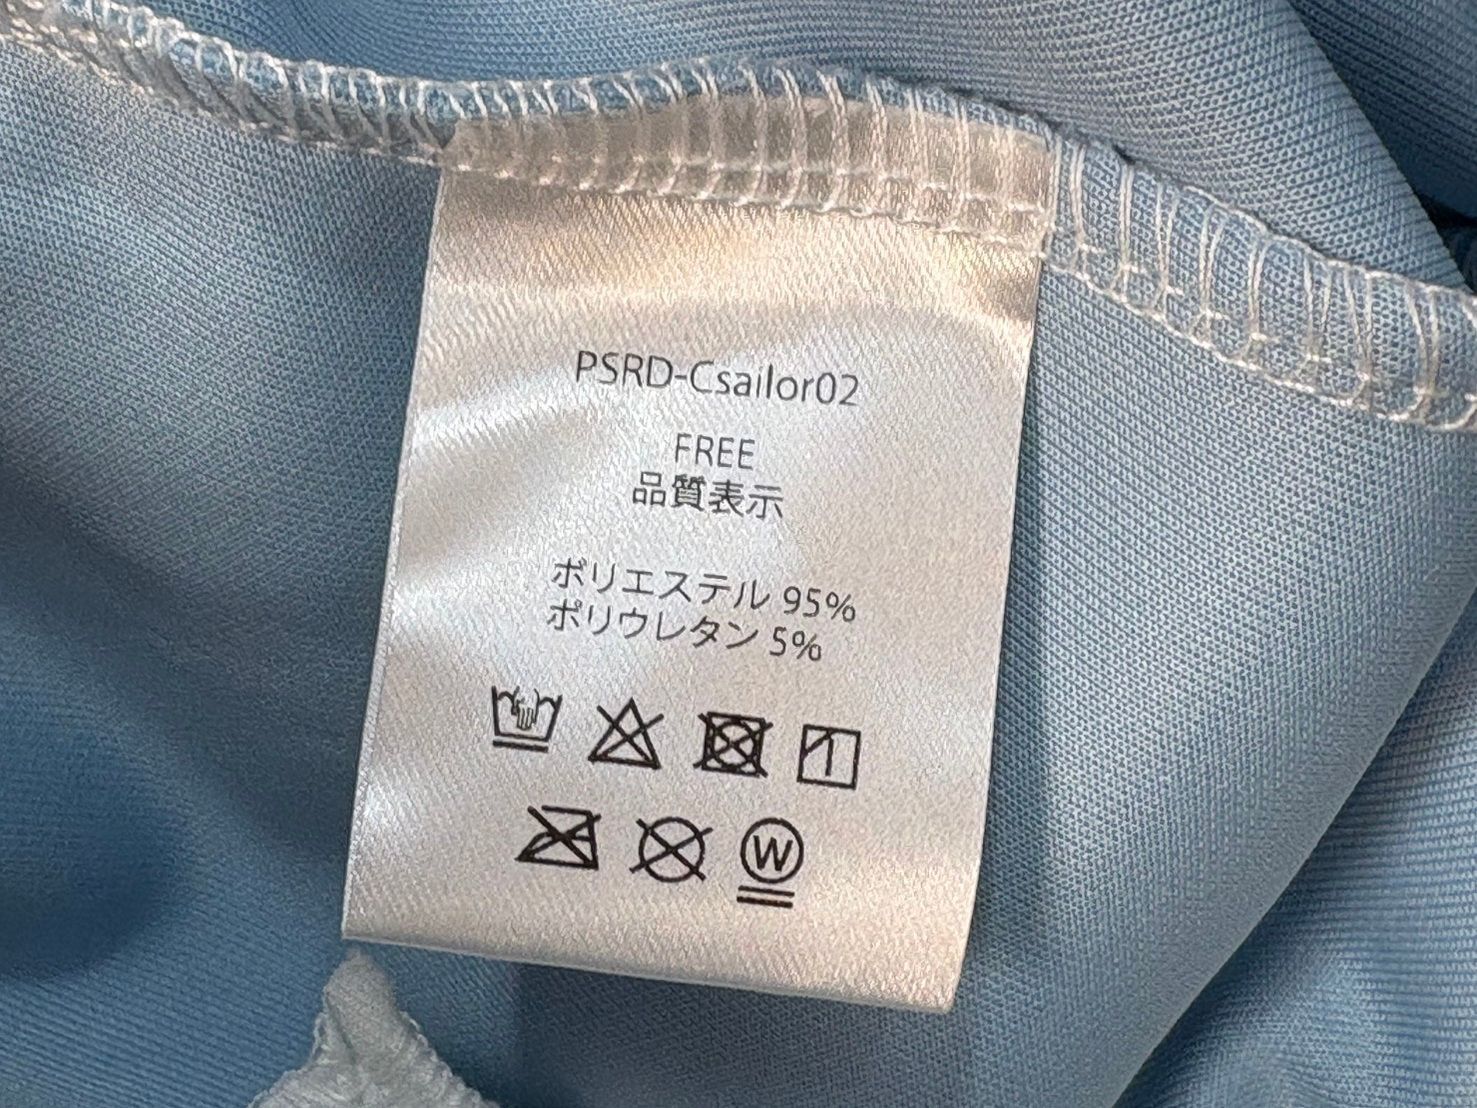 PSRD-Csailor02
FREE
品質表示
ポリエステル 95%
ポリウレタン 5%
W